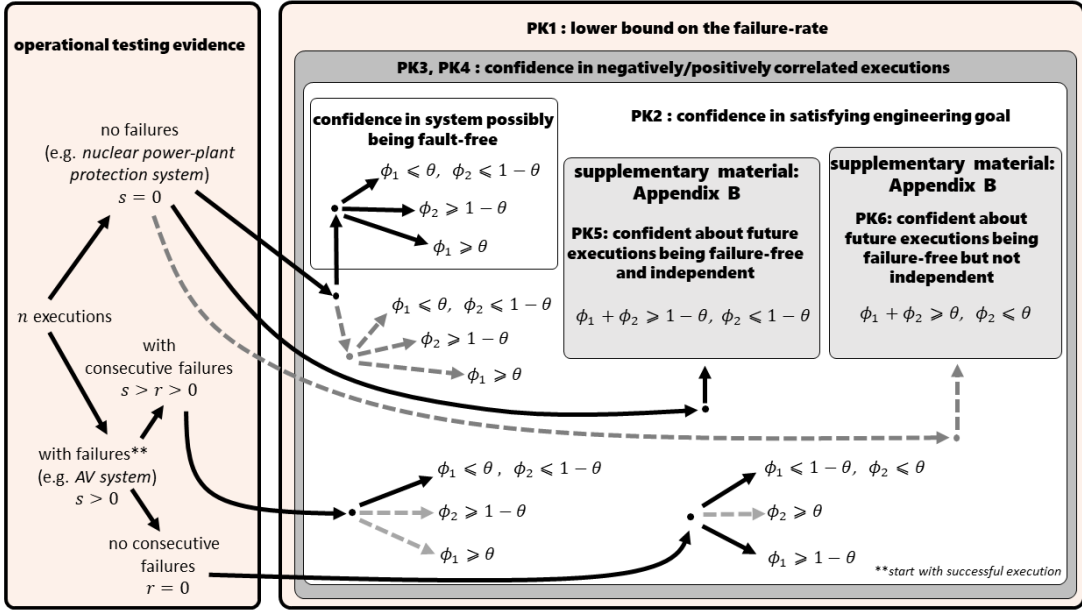 operational testing evidence
no failures
(e.g. nuclear power-plant
protection system)
s = 0
n executions
with
consecutive failures
s > r > 0
with failures**
(e.g. AV system)
s > 0
no consecutive
failures
r = 0
PK1 : lower bound on the failure-rate
PK3, PK4 : confidence in negatively/positively correlated executions
confidence in system possibly
being fault-free
ϕ₁ ⩽ θ, ϕ₂ ⩽ 1 − θ
ϕ₂ ⩾ 1 − θ
ϕ₁ ⩾ θ
PK2 : confidence in satisfying engineering goal
supplementary material:
Appendix B
PK5: confident about future
executions being failure-free
and independent
ϕ₁ + ϕ₂ ⩾ 1 − θ, ϕ₂ ⩽ 1 − θ
supplementary material:
Appendix B
PK6: confident about
future executions being
failure-free but not
independent
ϕ₁ + ϕ₂ ⩾ θ, ϕ₂ ⩽ θ
ϕ₁ ⩽ θ, ϕ₂ ⩽ 1 − θ
ϕ₂ ⩾ 1 − θ
ϕ₁ ⩾ θ
ϕ₁ ⩽ θ , ϕ₂ ⩽ 1 − θ
ϕ₂ ⩾ 1 − θ
ϕ₁ ⩾ θ
ϕ₁ ⩽ 1 − θ, ϕ₂ ⩽ θ
ϕ₂ ⩾ θ
ϕ₁ ⩾ 1 − θ
**start with successful execution